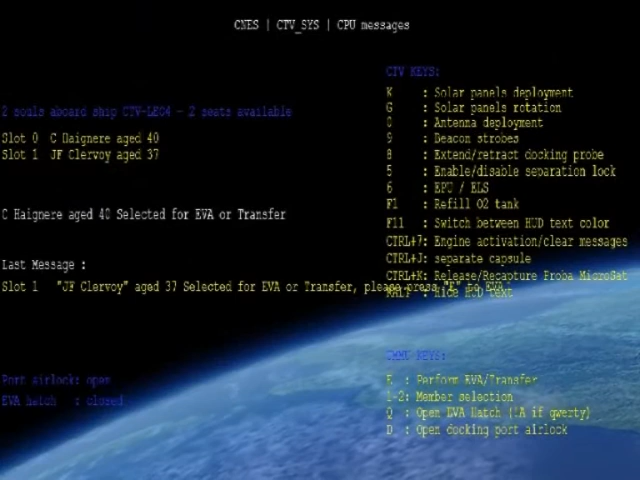 CNES | CTV_SYS | CPU messages
CTV KEYS:
K : Solar panels deployment
G : Solar panels rotation
C : Antenna deployment
9 : Beacon strobes
8 : Extend/retract docking probe
5 : Enable/disable separation lock
6 : EPU / ELS
F1 : Refill O2 tank
F11 : Switch between HUD text color
CTRL+7: Engine activation/clear messages
CTRL+J: separate capsule
CTRL+K: Release/Recapture Proba MicroSat
: Hide HUD text
2 souls aboard ship CTV-LEO4 - 2 seats available
Slot 0 C Haignere aged 40
Slot 1 JF Clervoy aged 37
C Haignere aged 40 Selected for EVA or Transfer
Last Message :
Slot 1 "JF Clervoy" aged 37 Selected for EVA or Transfer, please press "E" to EVA.
Port airlock: open
EVA hatch : closed
UMMU KEYS:
E : Perform EVA/Transfer
1-2: Member selection
Q : Open EVA Hatch (!A if qwerty)
D : Open docking port airlock